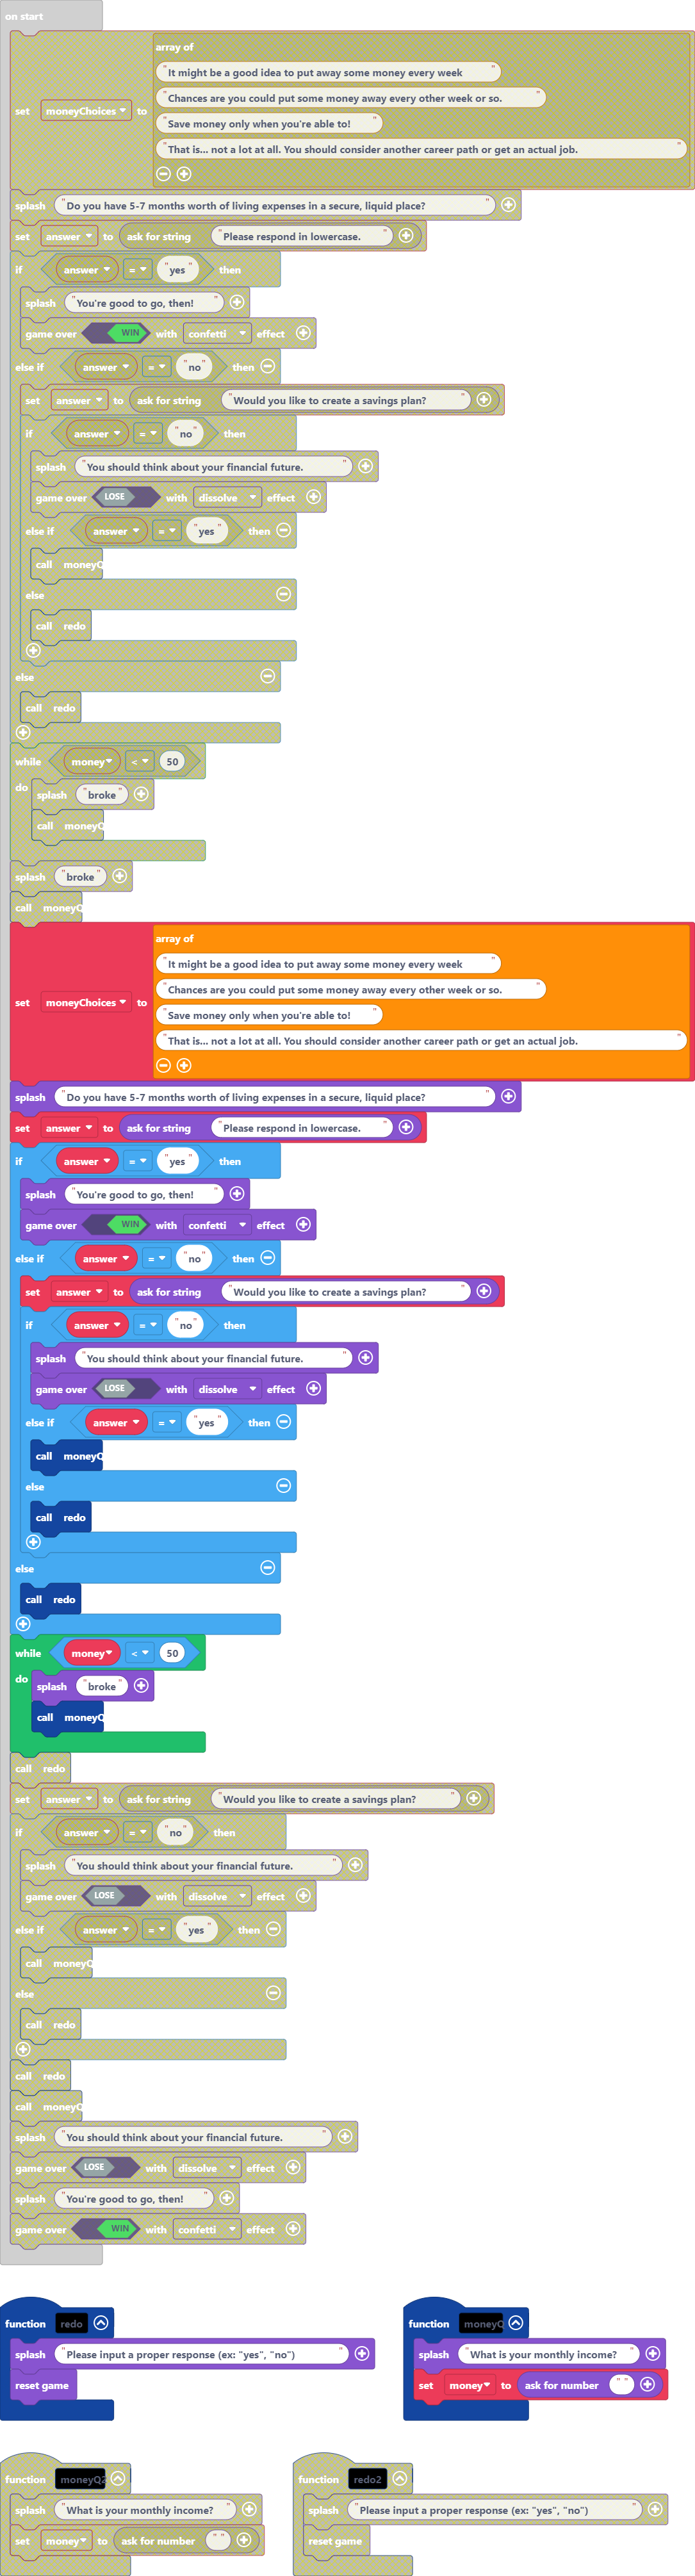 on start
array of
"It might be a good idea to put away some money every week"
"Chances are you could put some money away every other week or so."
set moneyChoices to
"Save money only when you're able to!"
"That is... not a lot at all. You should consider another career path or get an actual job."
splash "Do you have 5-7 months worth of living expenses in a secure, liquid place?"
set answer to ask for string "Please respond in lowercase."
if answer = "yes" then
splash "You're good to go, then!"
game over WIN with confetti effect
else if answer = "no" then
set answer to ask for string "Would you like to create a savings plan?"
if answer = "no" then
splash "You should think about your financial future."
game over LOSE with dissolve effect
else if answer = "yes" then
call moneyQ
else
call redo
else
call redo
while money < 50
do splash "broke"
call moneyQ
splash "broke"
call moneyQ
array of
"It might be a good idea to put away some money every week"
"Chances are you could put some money away every other week or so."
set moneyChoices to
"Save money only when you're able to!"
"That is... not a lot at all. You should consider another career path or get an actual job."
splash "Do you have 5-7 months worth of living expenses in a secure, liquid place?"
set answer to ask for string "Please respond in lowercase."
if answer = "yes" then
splash "You're good to go, then!"
game over WIN with confetti effect
else if answer = "no" then
set answer to ask for string "Would you like to create a savings plan?"
if answer = "no" then
splash "You should think about your financial future."
game over LOSE with dissolve effect
else if answer = "yes" then
call moneyQ
else
call redo
else
call redo
while money < 50
do splash "broke"
call moneyQ
call redo
set answer to ask for string "Would you like to create a savings plan?"
if answer = "no" then
splash "You should think about your financial future."
game over LOSE with dissolve effect
else if answer = "yes" then
call moneyQ
else
call redo
call redo
call moneyQ
splash "You should think about your financial future."
game over LOSE with dissolve effect
splash "You're good to go, then!"
game over WIN with confetti effect
function redo
splash "Please input a proper response (ex: "yes", "no")"
reset game
function moneyQ
splash "What is your monthly income?"
set money to ask for number " "
function moneyQ2
splash "What is your monthly income?"
set money to ask for number " "
function redo2
splash "Please input a proper response (ex: "yes", "no")"
reset game